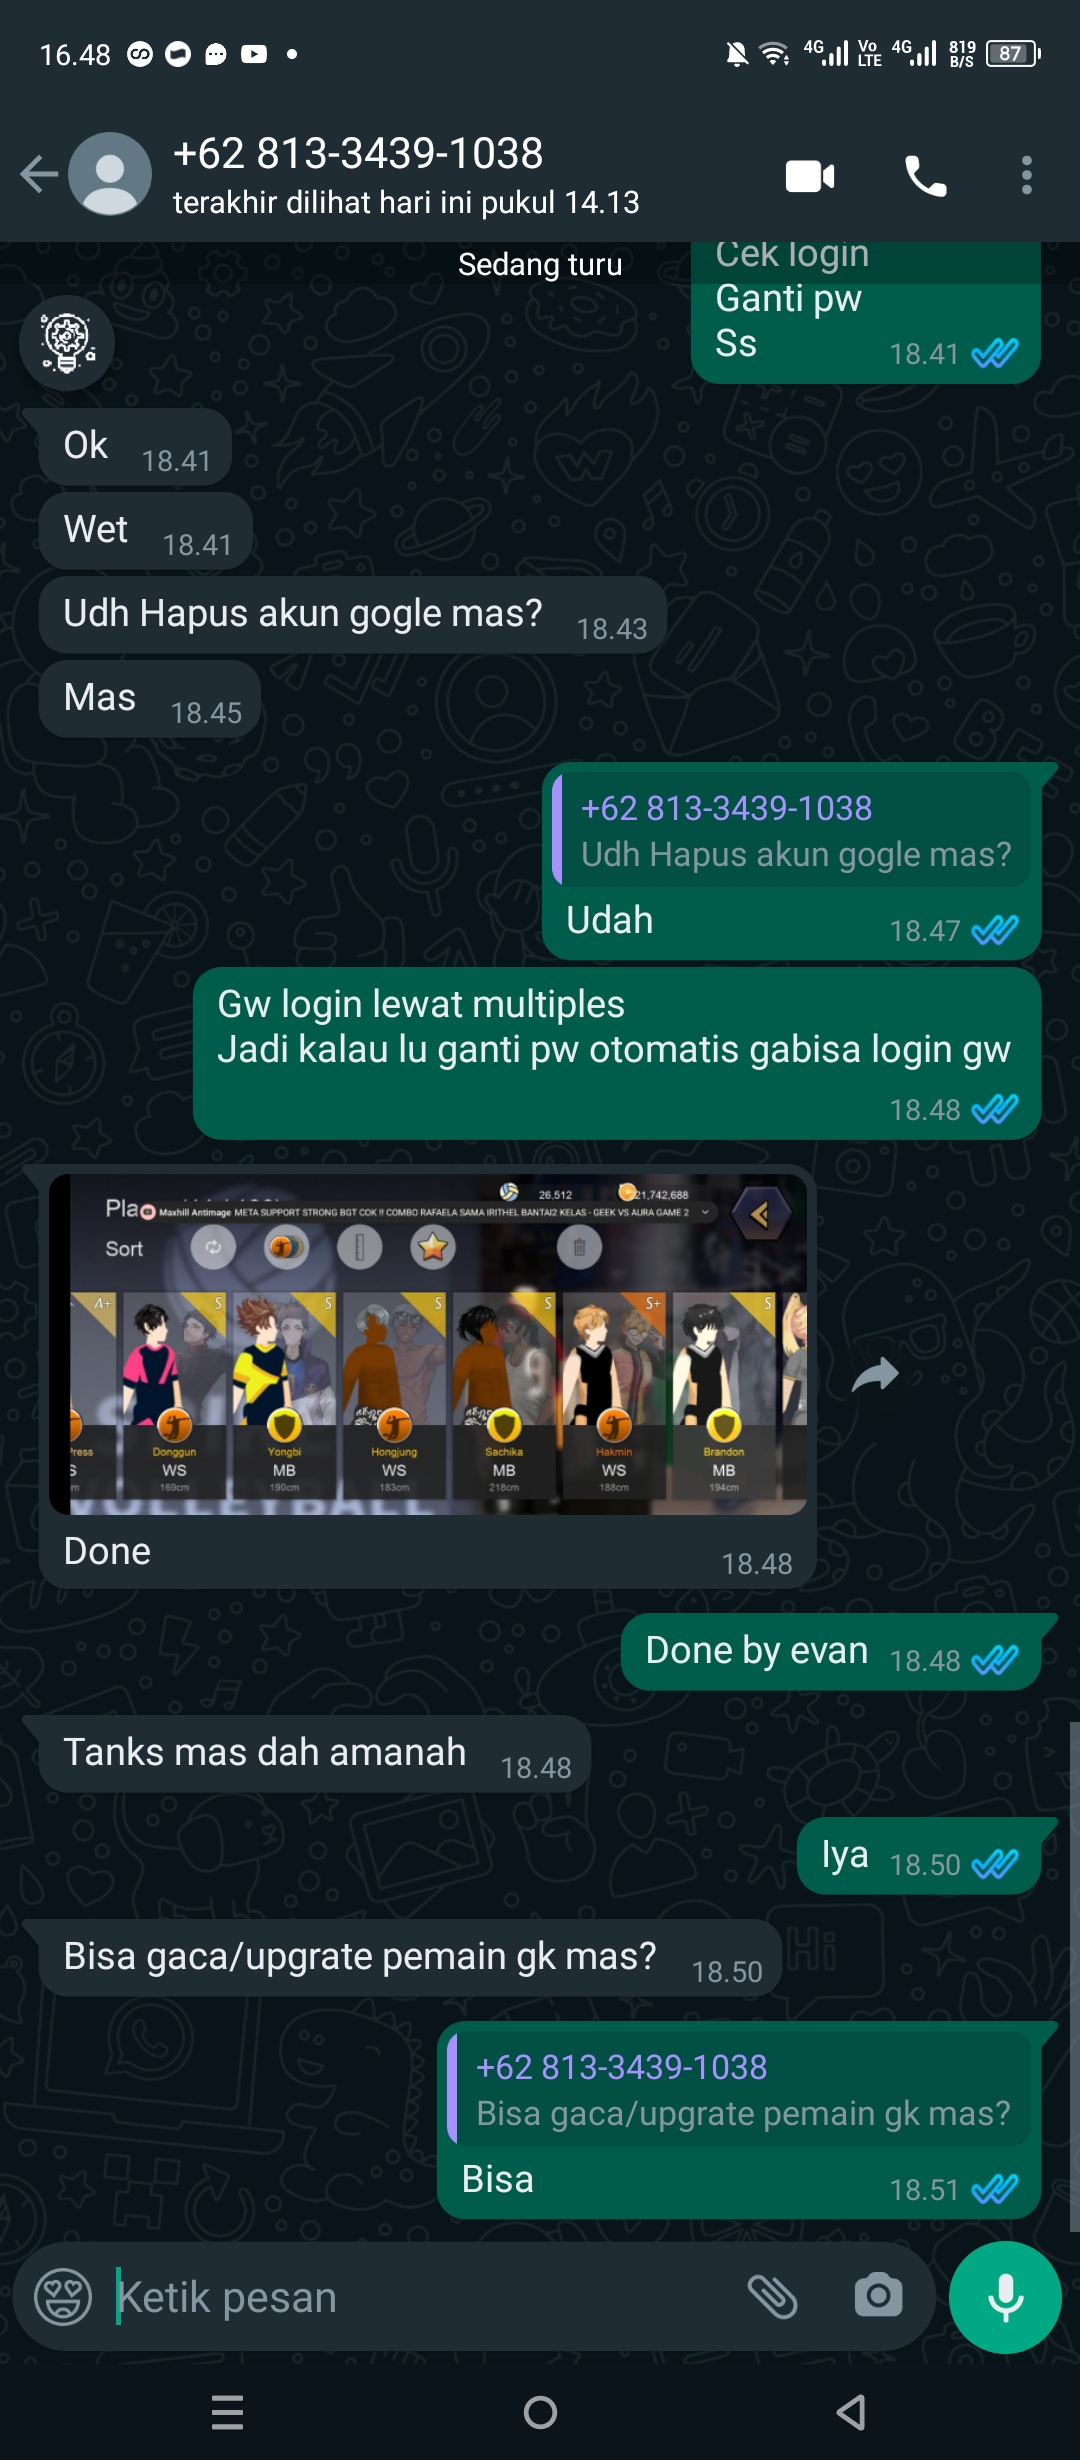 16.48
4G
Vo
LTE
4G
819
B/S
87
+62 813-3439-1038
terakhir dilihat hari ini pukul 14.13
Sedang turu
Cek login
Ganti pw
Ss
18.41
Ok
18.41
Wet
18.41
Udh Hapus akun gogle mas?
18.43
Mas
18.45
+62 813-3439-1038
Udh Hapus akun gogle mas?
Udah
18.47
Gw login lewat multiples
Jadi kalau lu ganti pw otomatis gabisa login gw
18.48
26,512
21,742,688
Pla
Maxhill Antimage META SUPPORT STRONG BGT COK !! COMBO RAFAELA SAMA IRITHEL BANTAI2 KELAS - GEEK VS AURA GAME 2
Sort
A+
S
S
S
S
S+
S
Donggun
Yongbi
Hongjung
Sachika
Hakmin
Brandon
WS
MB
WS
MB
WS
MB
169cm
190cm
183cm
218cm
188cm
194cm
VOLLEYBALL
Done
18.48
Done by evan
18.48
Tanks mas dah amanah
18.48
Iya
18.50
Bisa gaca/upgrate pemain gk mas?
18.50
+62 813-3439-1038
Bisa gaca/upgrate pemain gk mas?
Bisa
18.51
Ketik pesan